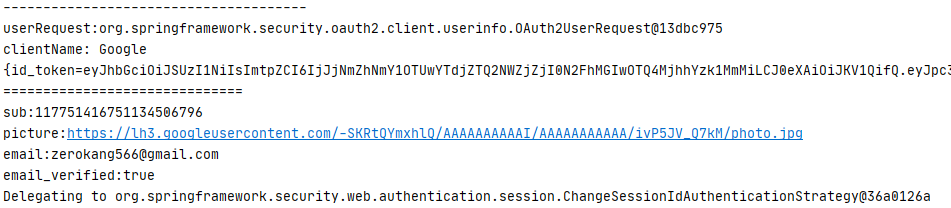 --------------------------------------
userRequest:org.springframework.security.oauth2.client.userinfo.OAuth2UserRequest@13dbc975
clientName: Google
{id_token=eyJhbGciOiJSUzI1NiIsImtpZCI6IjJjNmZhNmY1OTUwYTdjZTQ2NWZjZjI0N2FhMGIwOTQ4MjhhYzk1MmMiLCJ0eXAiOiJKV1QifQ.eyJpc3
==============================
sub:117751416751134506796
picture:https://lh3.googleusercontent.com/-SKRtQYmxhlQ/AAAAAAAAAAI/AAAAAAAAAAA/ivP5JV_Q7kM/photo.jpg
email:zerokang566@gmail.com
email_verified:true
Delegating to org.springframework.security.web.authentication.session.ChangeSessionIdAuthenticationStrategy@36a0126a